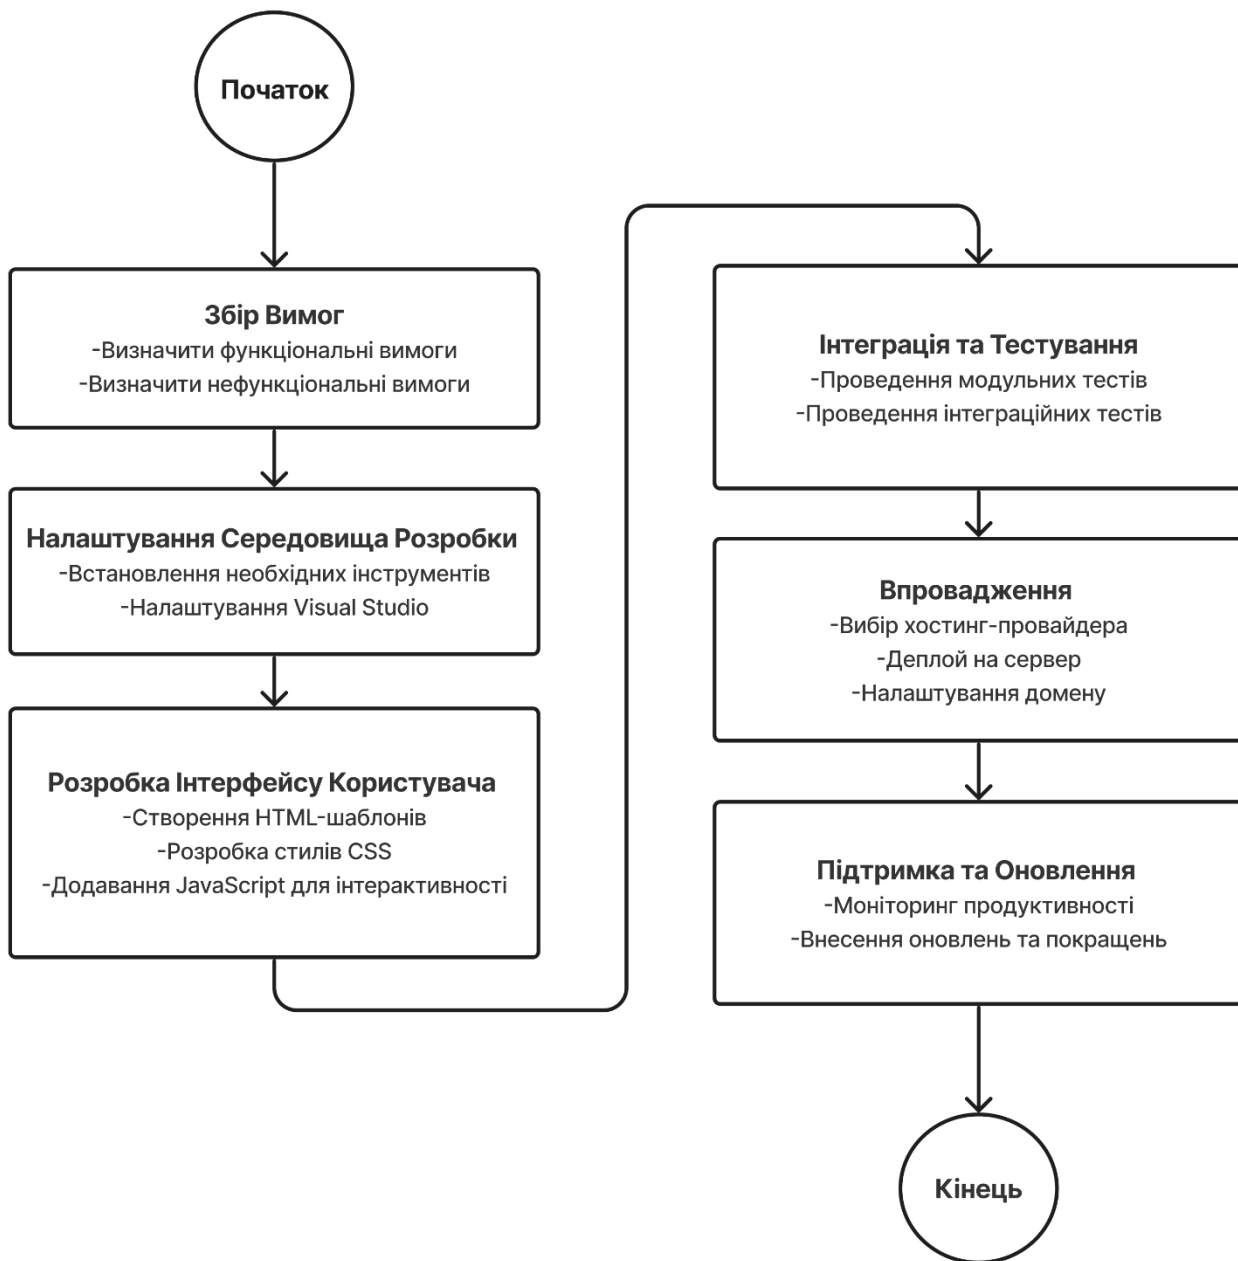 Початок
Збір Вимог
-Визначити функціональні вимоги
-Визначити нефункціональні вимоги
Налаштування Середовища Розробки
-Встановлення необхідних інструментів
-Налаштування Visual Studio
Розробка Інтерфейсу Користувача
-Створення HTML-шаблонів
-Розробка стилів CSS
-Додавання JavaScript для інтерактивності
Інтеграція та Тестування
-Проведення модульних тестів
-Проведення інтеграційних тестів
Впровадження
-Вибір хостинг-провайдера
-Деплой на сервер
-Налаштування домену
Підтримка та Оновлення
-Моніторинг продуктивності
-Внесення оновлень та покращень
Кінець